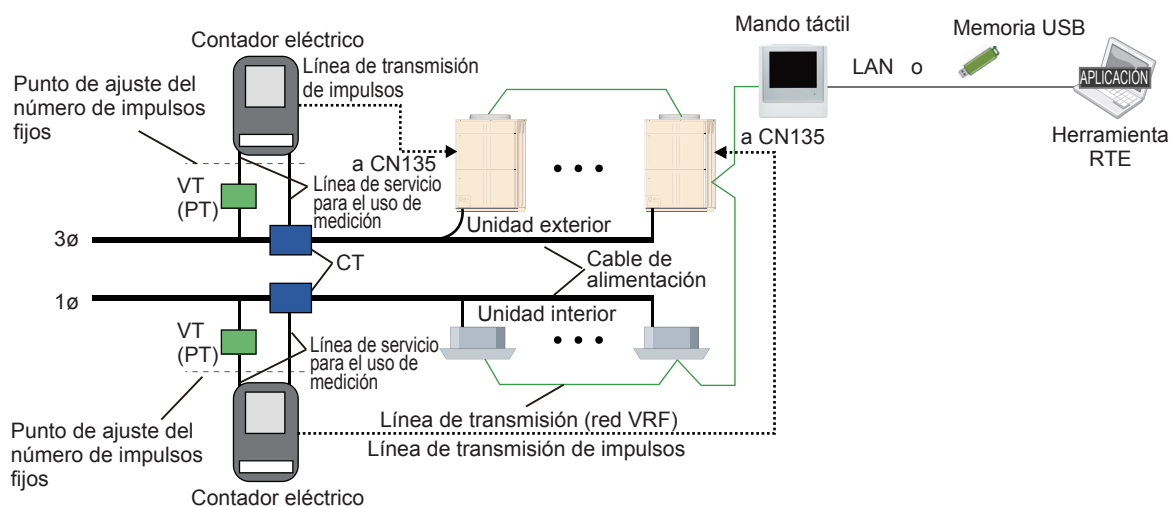 Contador eléctrico
Línea de transmisión
de impulsos
Punto de ajuste del
número de impulsos
fijos
Mando táctil
Memoria USB
LAN o
APLICACIÓN
Herramienta
RTE
a CN135
a CN135
VT
(PT)
Línea de servicio
para el uso de
medición
Unidad exterior
3ø
CT
Cable de
alimentación
1ø
Unidad interior
VT
(PT)
Línea de servicio
para el uso de
medición
Línea de transmisión (red VRF)
Línea de transmisión de impulsos
Punto de ajuste del
número de impulsos
fijos
Contador eléctrico